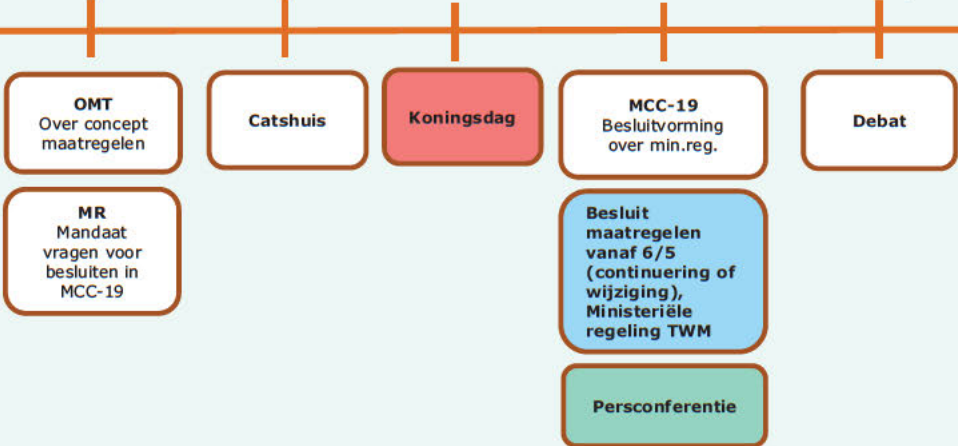 OMT
Over concept
maatregelen
MR
Mandaat
vragen voor
besluiten in
MCC-19
Catshuis
Koningsdag
MCC-19
Besluitvorming
over min.reg.
Besluit
maatregelen
vanaf 6/5
(continuering of
wijziging),
Ministeriële
regeling TWM
Persconferentie
Debat